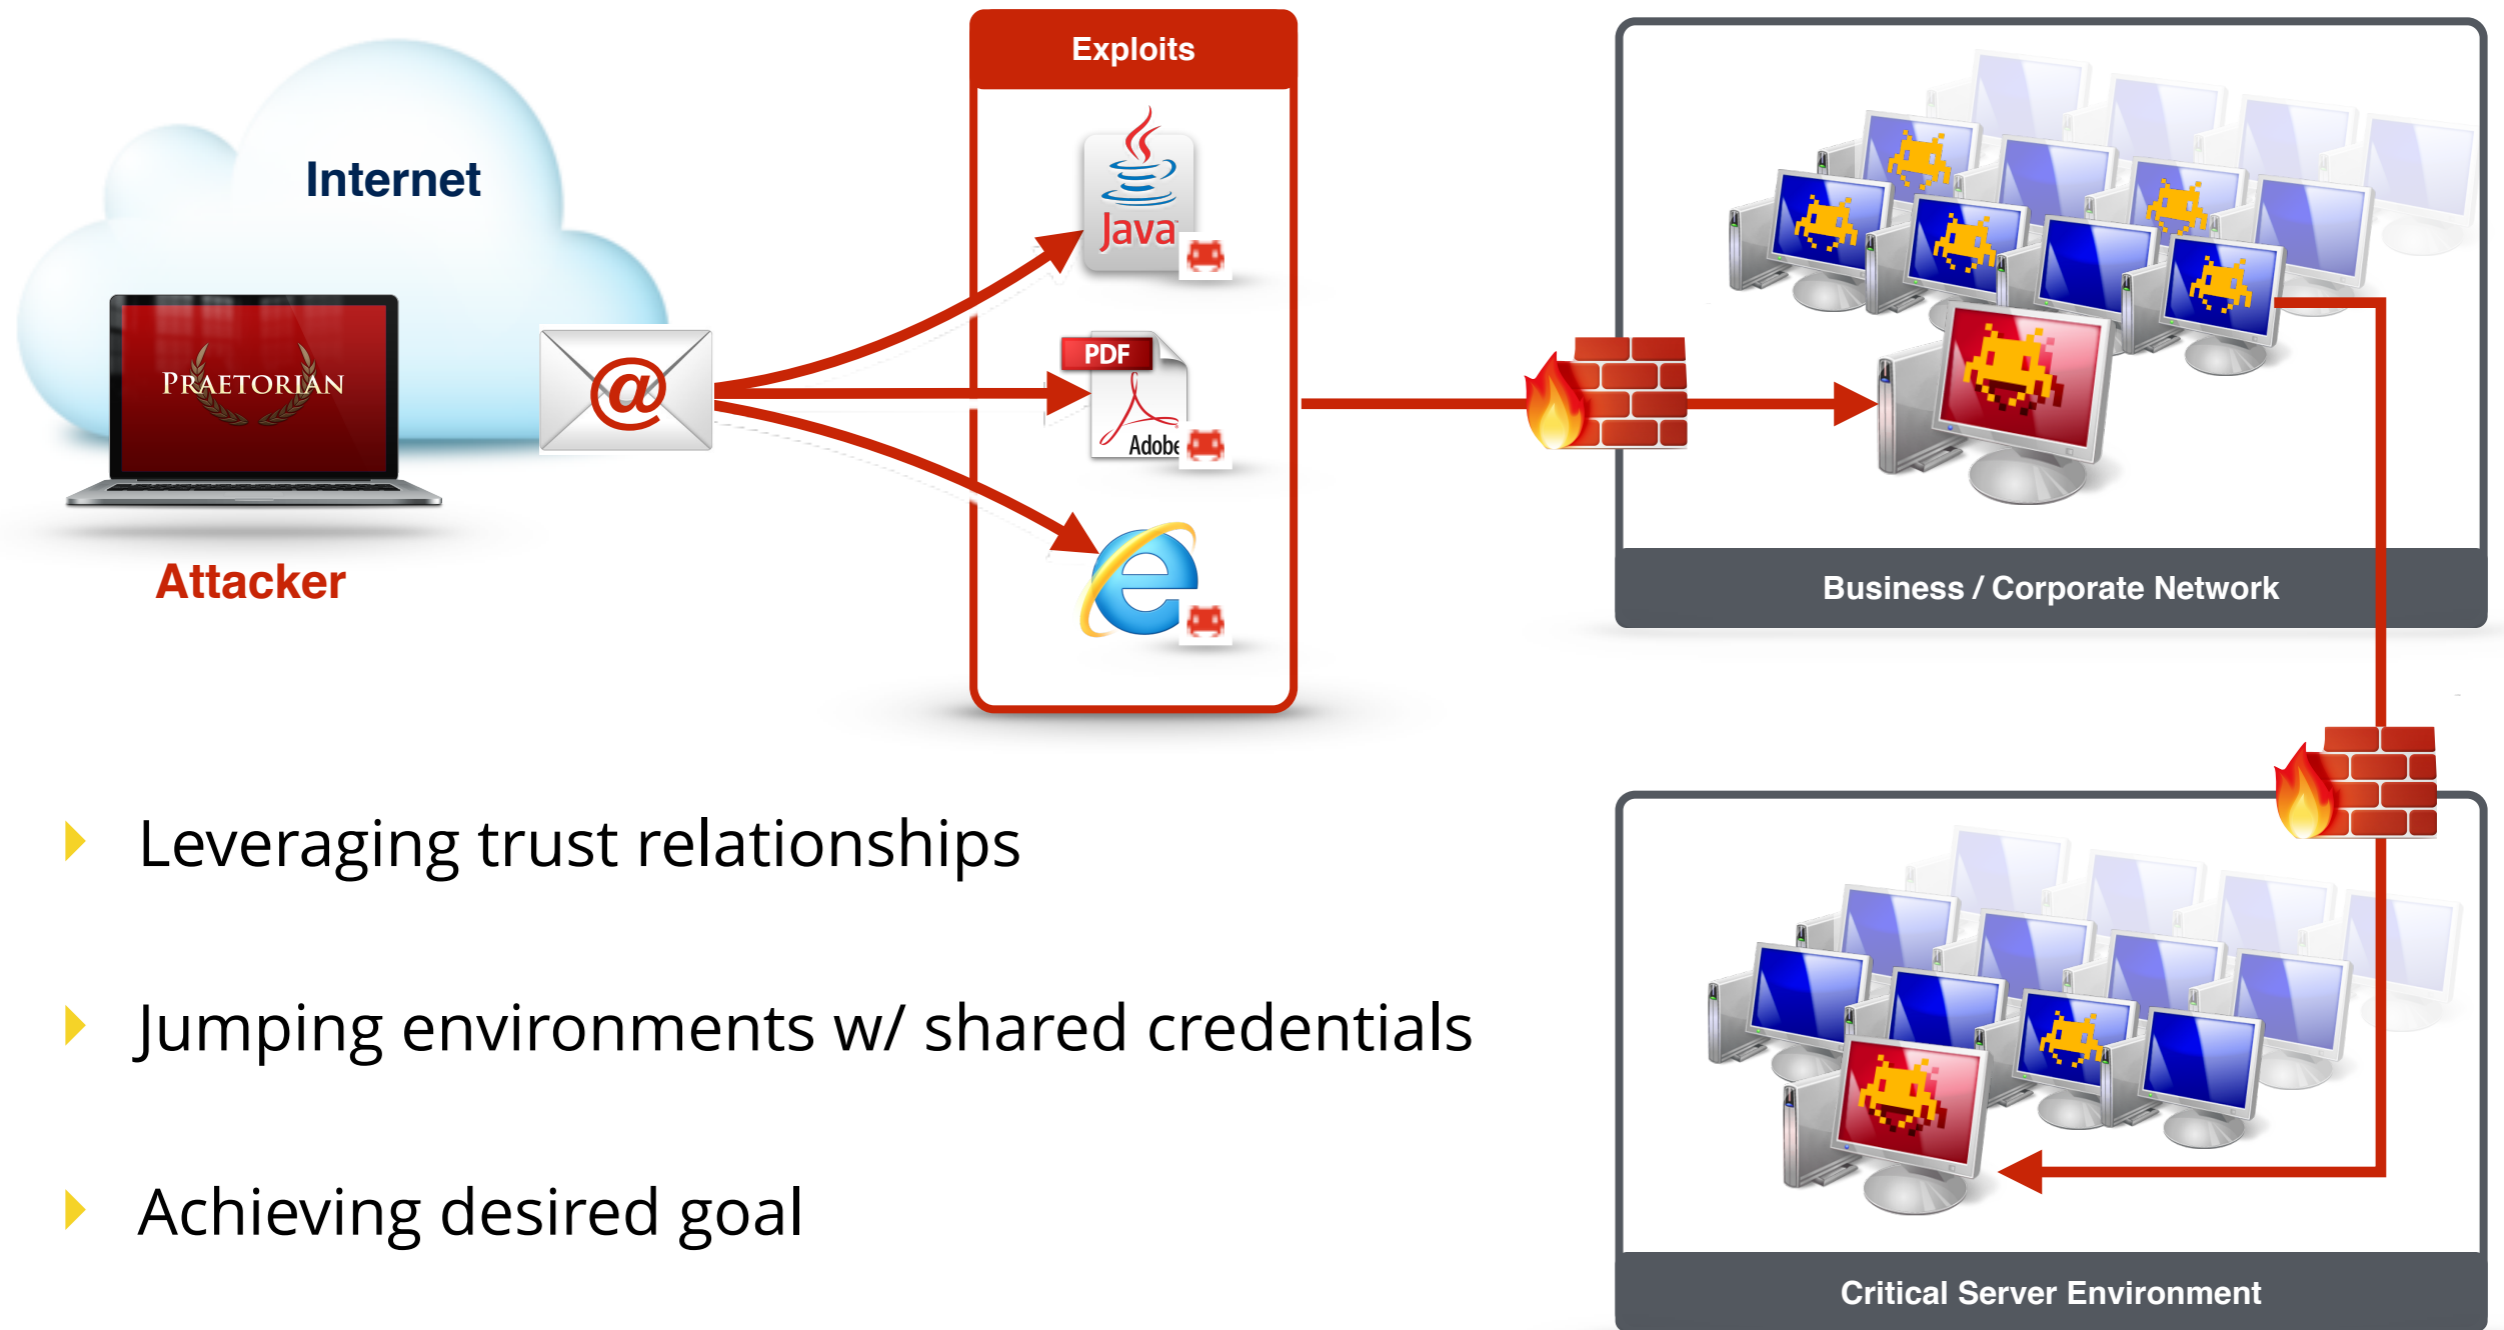 Exploits
Internet
Java
PRAETORIAN
@
PDF
Adobe
Attacker
Business / Corporate Network
Leveraging trust relationships
Jumping environments w/ shared credentials
Achieving desired goal
Critical Server Environment